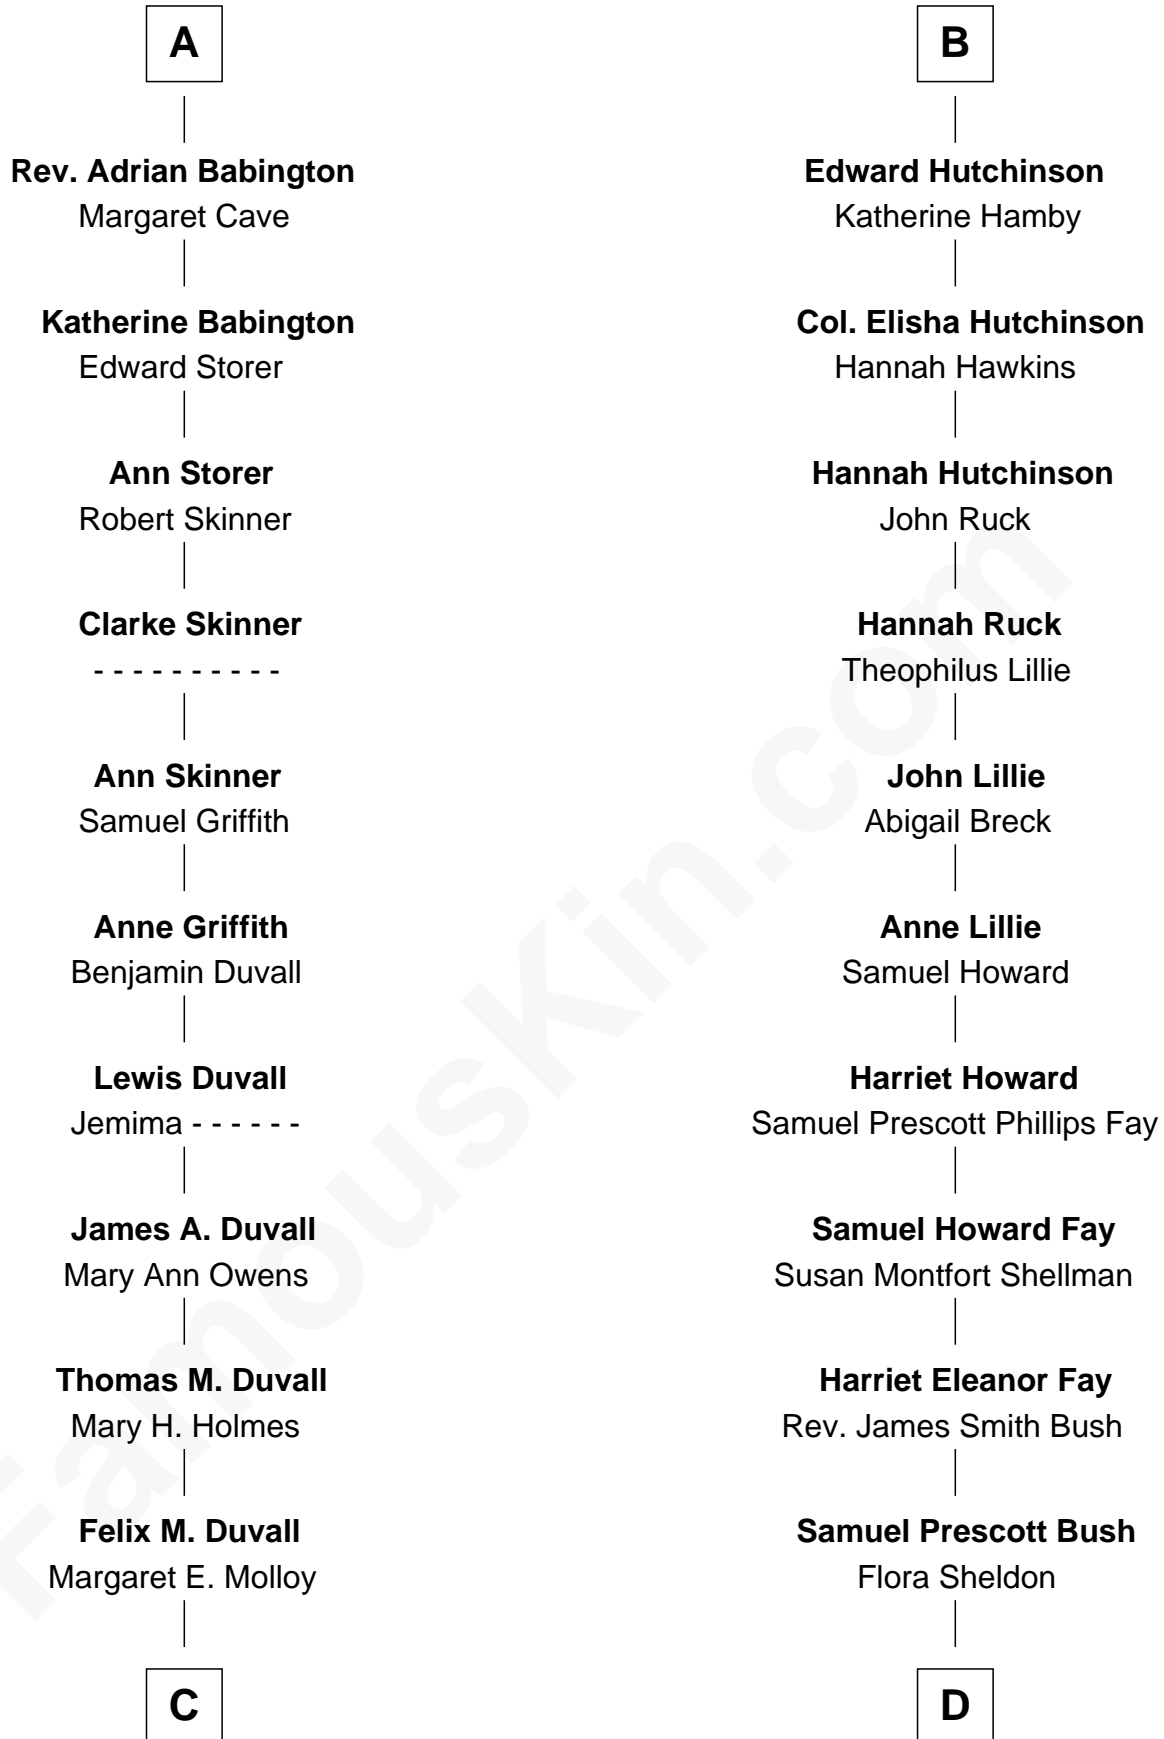 A
Rev. Adrian Babington
Margaret Cave
Katherine Babington
Edward Storer
Ann Storer
Robert Skinner
Clarke Skinner
- - - - - - - - - -
Ann Skinner
Samuel Griffith
Anne Griffith
Benjamin Duvall
Lewis Duvall
Jemima - - - - - -
James A. Duvall
Mary Ann Owens
Thomas M. Duvall
Mary H. Holmes
Felix M. Duvall
Margaret E. Molloy
C
B
Edward Hutchinson
Katherine Hamby
Col. Elisha Hutchinson
Hannah Hawkins
Hannah Hutchinson
John Ruck
Hannah Ruck
Theophilus Lillie
John Lillie
Abigail Breck
Anne Lillie
Samuel Howard
Harriet Howard
Samuel Prescott Phillips Fay
Samuel Howard Fay
Susan Montfort Shellman
Harriet Eleanor Fay
Rev. James Smith Bush
Samuel Prescott Bush
Flora Sheldon
D
FamousKin.com